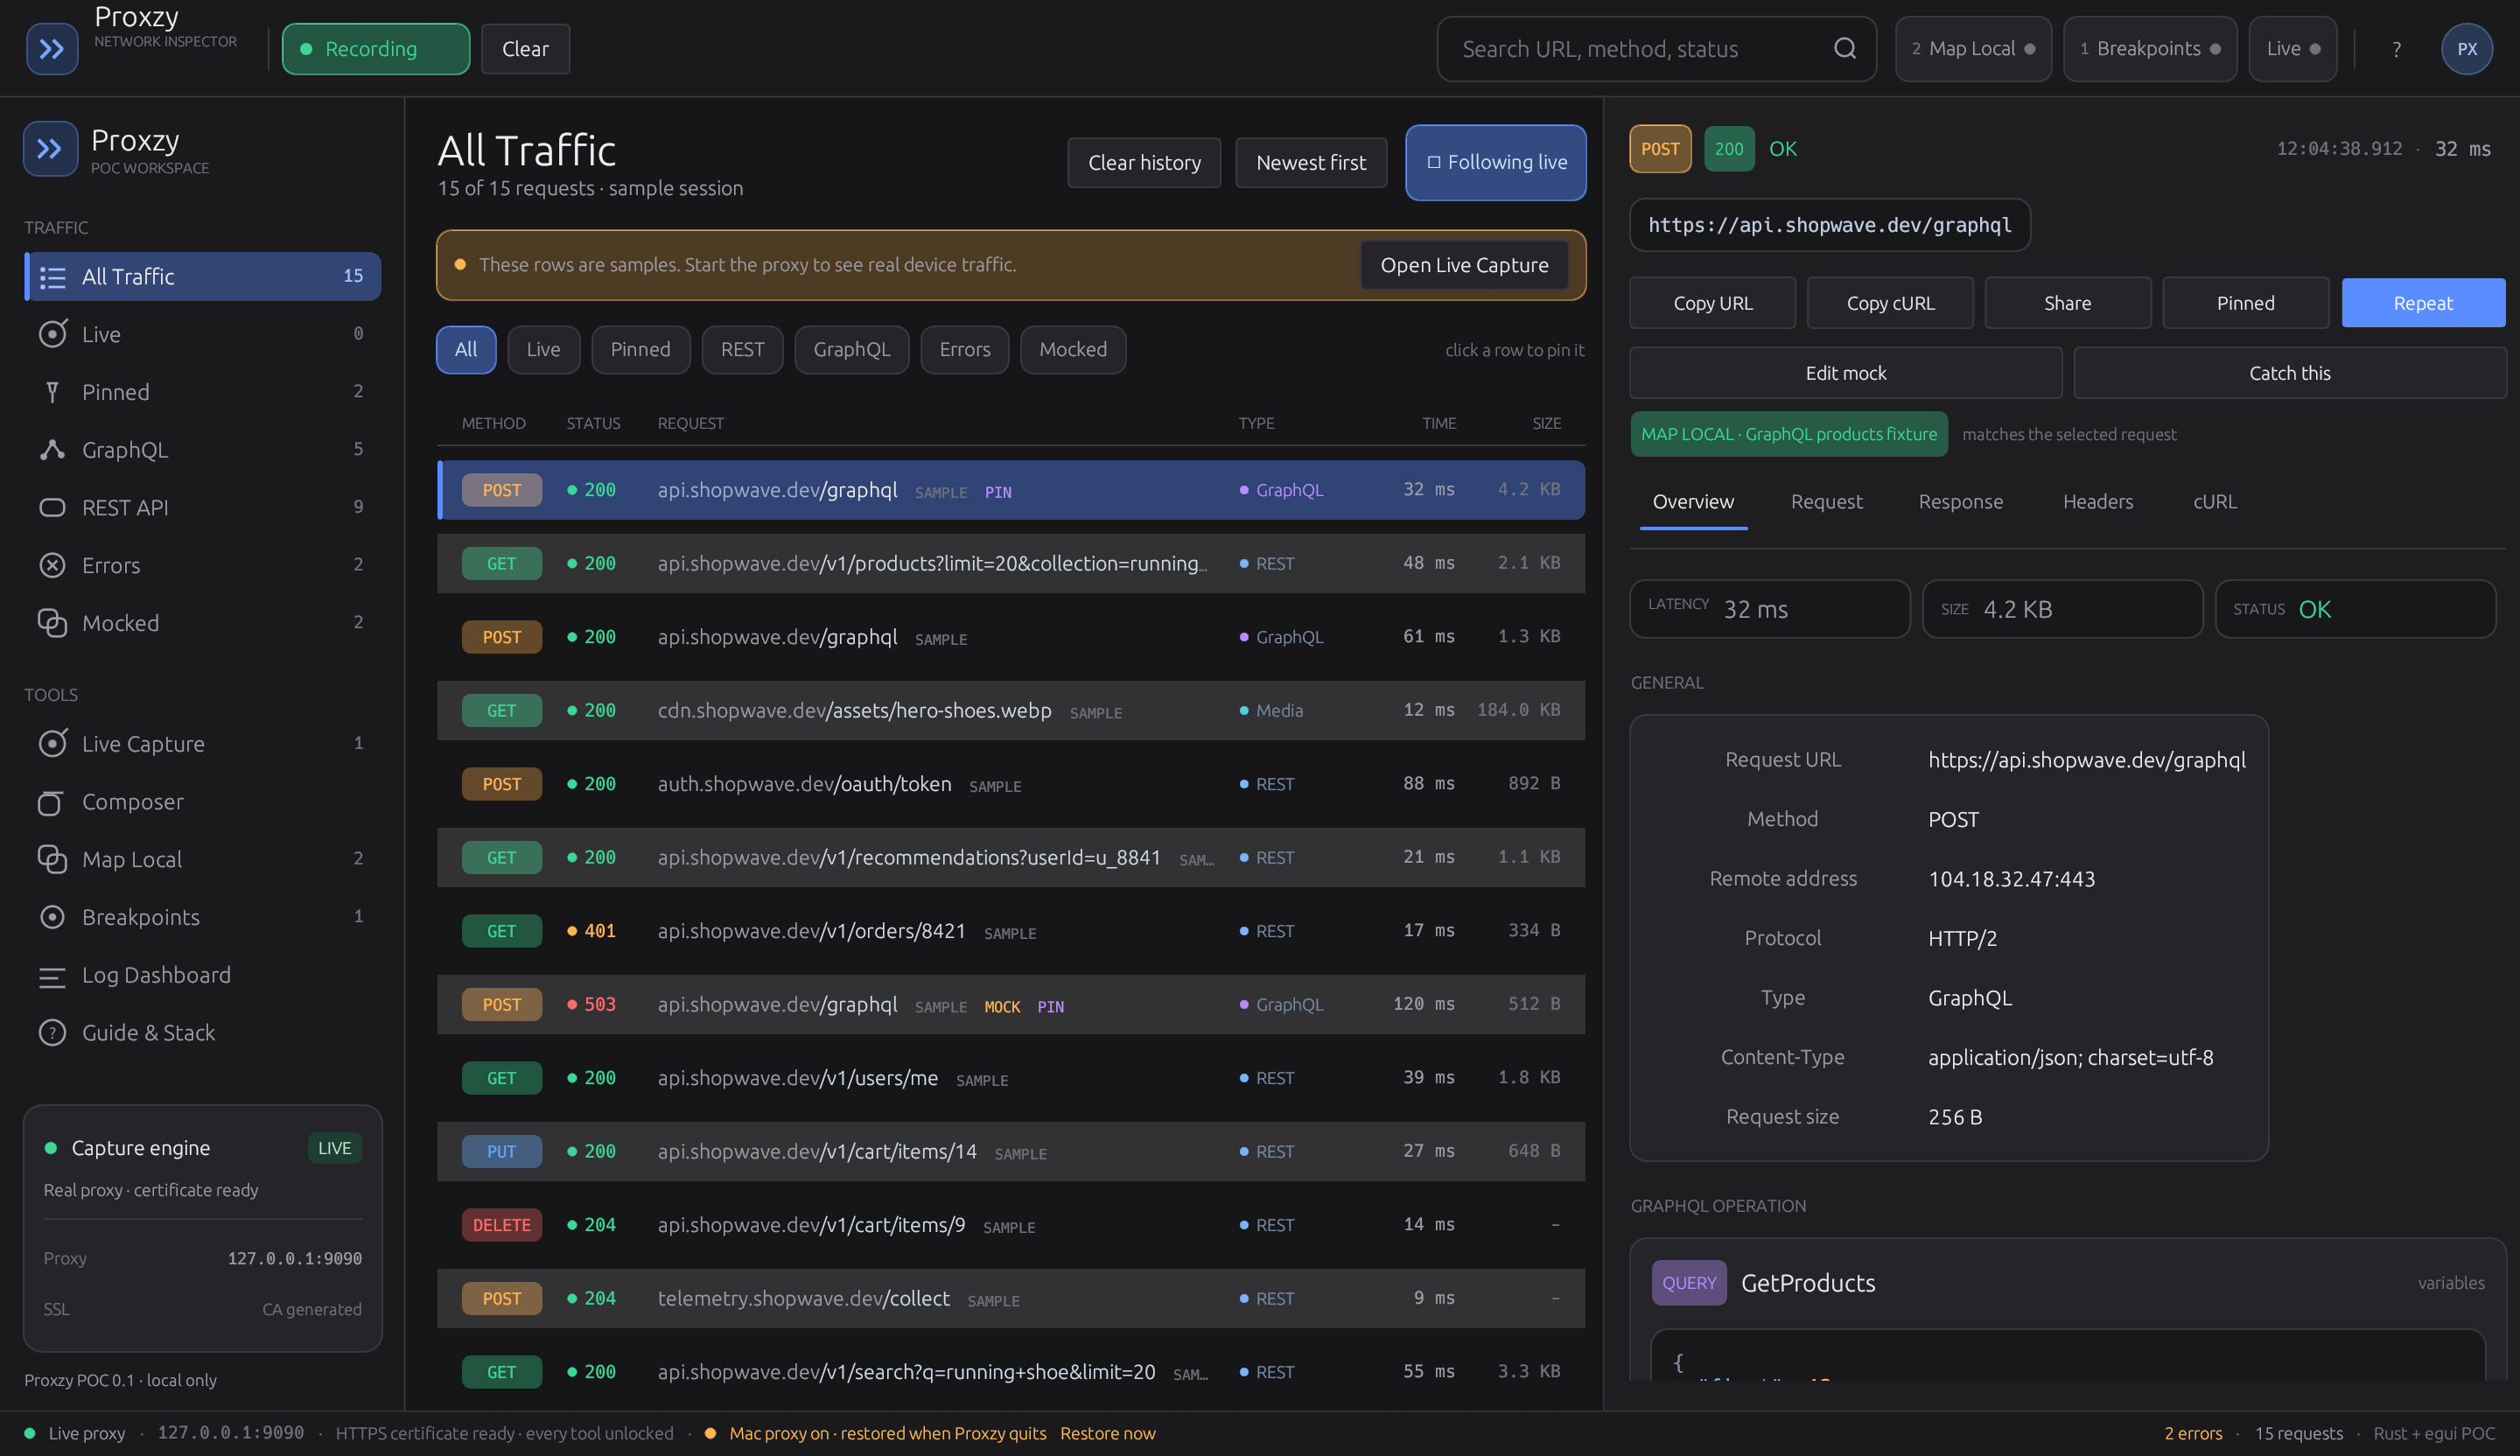 Proxzy
NETWORK INSPECTOR
Recording
Clear
Search URL, method, status
2 Map Local
1 Breakpoints
Live
?
PX
Proxzy
POC WORKSPACE
TRAFFIC
All Traffic 15
Live 0
Pinned 2
GraphQL 5
REST API 9
Errors 2
Mocked 2
TOOLS
Live Capture 1
Composer
Map Local 2
Breakpoints 1
Log Dashboard
? Guide & Stack
Capture engine LIVE
Real proxy · certificate ready
Proxy 127.0.0.1:9090
SSL CA generated
Proxzy POC 0.1 · local only
All Traffic
15 of 15 requests · sample session
Clear history
Newest first
Following live
These rows are samples. Start the proxy to see real device traffic.
Open Live Capture
All Live Pinned REST GraphQL Errors Mocked
click a row to pin it
METHOD STATUS REQUEST TYPE TIME SIZE
POST 200 api.shopwave.dev/graphql SAMPLE PIN GraphQL 32 ms 4.2 KB
GET 200 api.shopwave.dev/v1/products?limit=20&collection=running… REST 48 ms 2.1 KB
POST 200 api.shopwave.dev/graphql SAMPLE GraphQL 61 ms 1.3 KB
GET 200 cdn.shopwave.dev/assets/hero-shoes.webp SAMPLE Media 12 ms 184.0 KB
POST 200 auth.shopwave.dev/oauth/token SAMPLE REST 88 ms 892 B
GET 200 api.shopwave.dev/v1/recommendations?userId=u_8841 SAM… REST 21 ms 1.1 KB
GET 401 api.shopwave.dev/v1/orders/8421 SAMPLE REST 17 ms 334 B
POST 503 api.shopwave.dev/graphql SAMPLE MOCK PIN GraphQL 120 ms 512 B
GET 200 api.shopwave.dev/v1/users/me SAMPLE REST 39 ms 1.8 KB
PUT 200 api.shopwave.dev/v1/cart/items/14 SAMPLE REST 27 ms 648 B
DELETE 204 api.shopwave.dev/v1/cart/items/9 SAMPLE REST 14 ms –
POST 204 telemetry.shopwave.dev/collect SAMPLE REST 9 ms –
GET 200 api.shopwave.dev/v1/search?q=running+shoe&limit=20 SAM… REST 55 ms 3.3 KB
POST 200 OK 12:04:38.912 · 32 ms
https://api.shopwave.dev/graphql
Copy URL Copy cURL Share Pinned Repeat
Edit mock Catch this
MAP LOCAL · GraphQL products fixture matches the selected request
Overview Request Response Headers cURL
LATENCY 32 ms SIZE 4.2 KB STATUS OK
GENERAL
Request URL https://api.shopwave.dev/graphql
Method POST
Remote address 104.18.32.47:443
Protocol HTTP/2
Type GraphQL
Content-Type application/json; charset=utf-8
Request size 256 B
GRAPHQL OPERATION
QUERY GetProducts variables
{
Live proxy · 127.0.0.1:9090 · HTTPS certificate ready · every tool unlocked · Mac proxy on · restored when Proxzy quits Restore now
2 errors · 15 requests · Rust + egui POC